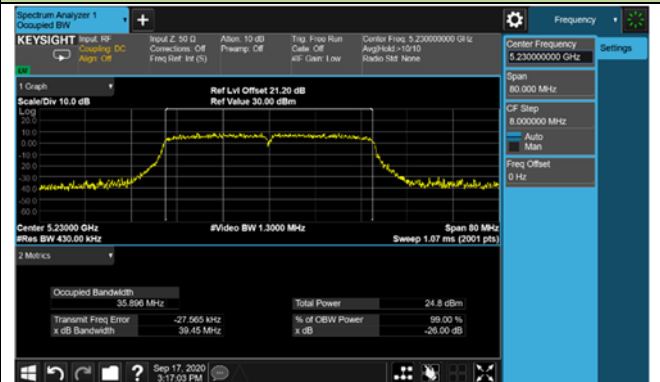 Spectrum Analyzer 1
Occupied BW
+
Frequency
KEYSIGHT
Input: RF
Coupling: DC
Align: Off
Input Z: 50 Ω
Corrections: Off
Freq Ref: Int (S)
Atten: 10 dB
Preamp: Off
Trig: Free Run
Gate: Off
#IF Gain: Low
Center Freq: 5.230000000 GHz
Avg|Hold:>10/10
Radio Std: None
Center Frequency
5.230000000 GHz
Settings
Span
80.000 MHz
CF Step
8.000000 MHz
Auto
Man
Freq Offset
0 Hz
1 Graph
Scale/Div 10.0 dB
Ref Lvl Offset 21.20 dB
Ref Value 30.00 dBm
Log
20.0
10.0
0.00
-10.0
-20.0
-30.0
-40.0
-50.0
-60.0
Center 5.23000 GHz
#Res BW 430.00 kHz
#Video BW 1.3000 MHz
Span 80 MHz
Sweep 1.07 ms (2001 pts)
2 Metrics
Occupied Bandwidth
35.896 MHz
Total Power 24.8 dBm
Transmit Freq Error -27.565 kHz
% of OBW Power 99.00 %
x dB Bandwidth 39.45 MHz
x dB -26.00 dB
?
Sep 17, 2020
3:17:03 PM